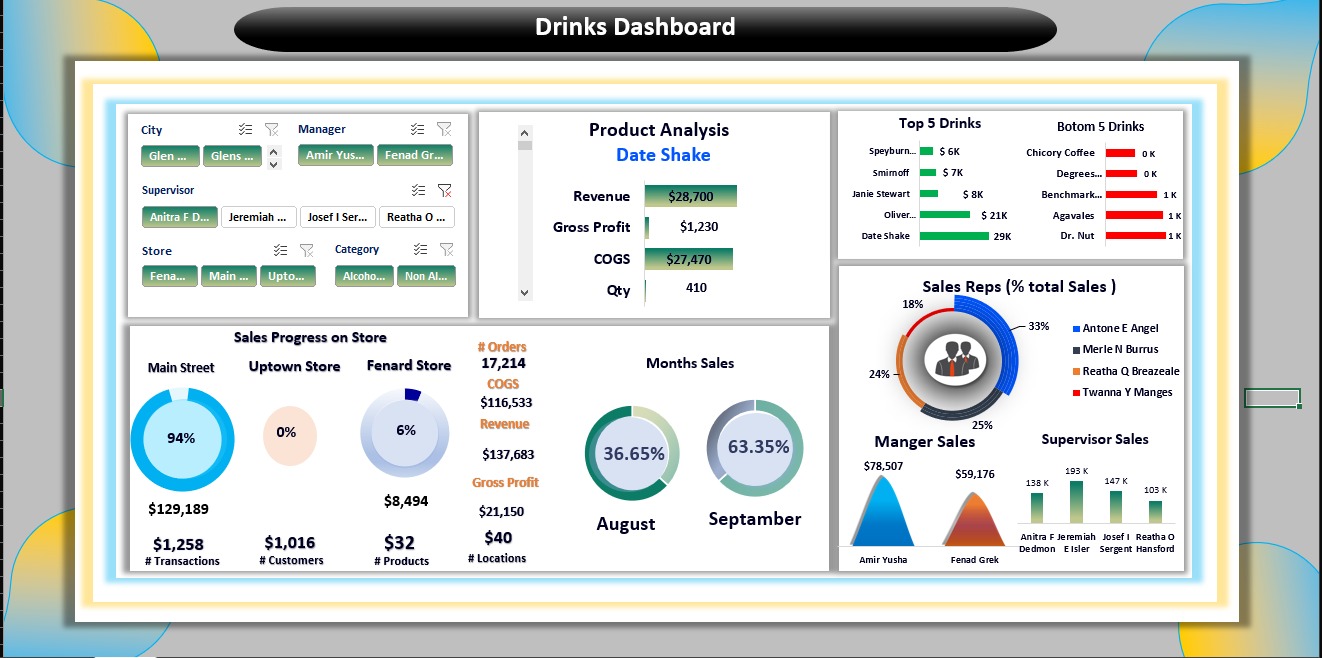 Drinks Dashboard
City
Glen ...
Glens ...
Manager
Amir Yus...
Fenad Gr...
Supervisor
Anitra F D...
Jeremiah ...
Josef I Ser...
Reatha O ...
Store
Fena...
Main ...
Upto...
Category
Alcoho...
Non Al...
Product Analysis
Date Shake
Revenue
$28,700
Gross Profit
$1,230
COGS
$27,470
Qty
410
Top 5 Drinks
Speyburn...
$ 6K
Smirnoff
$ 7K
Janie Stewart
$ 8K
Oliver...
$ 21K
Date Shake
29K
Botom 5 Drinks
Chicory Coffee
0 K
Degrees...
0 K
Benchmark...
1 K
Agavales
1 K
Dr. Nut
1 K
Sales Progress on Store
Main Street
94%
$129,189
Uptown Store
0%
Fenard Store
6%
$8,494
$1,258
# Transactions
$1,016
# Customers
$32
# Products
# Orders
17,214
COGS
$116,533
Revenue
$137,683
Gross Profit
$21,150
$40
# Locations
Months Sales
36.65%
August
63.35%
Septamber
Sales Reps (% total Sales )
18%
33%
24%
25%
Antone E Angel
Merle N Burrus
Reatha Q Breazeale
Twanna Y Manges
Manger Sales
$78,507
$59,176
Amir Yusha
Fenad Grek
Supervisor Sales
138 K
193 K
147 K
103 K
Anitra F Dedmon
Jeremiah E Isler
Josef I Sergent
Reatha O Hansford